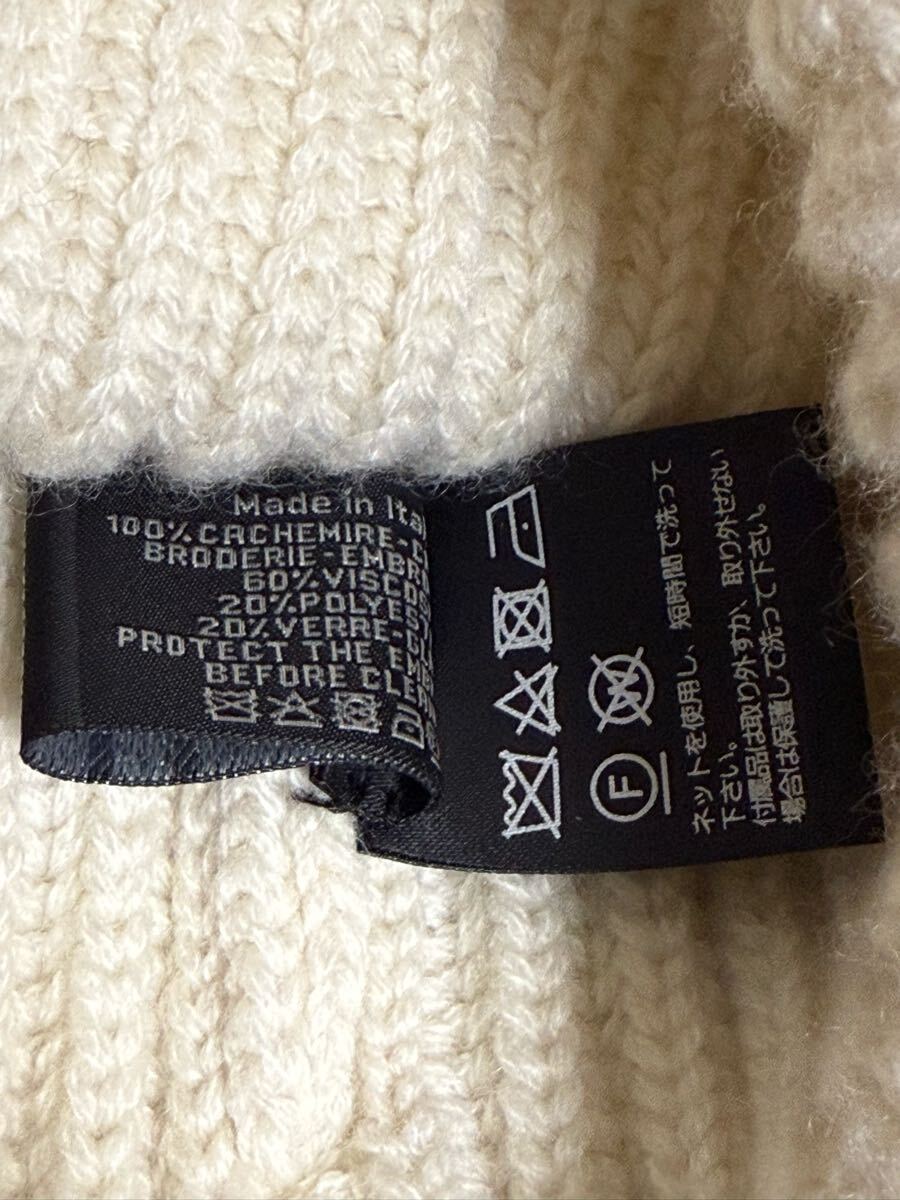 Made in Ita
100%CACHEMIRE-C
BRODERIE-EMBRO
60%VISCOS
20%POLYES
20%VERRE-GL
PROTECT THE EMB
BEFORE CLE
W
F
ネットを使用し、短時間で洗って
下さい。
付属品は取り外すか、取り外せない
場合は保護して洗って下さい。